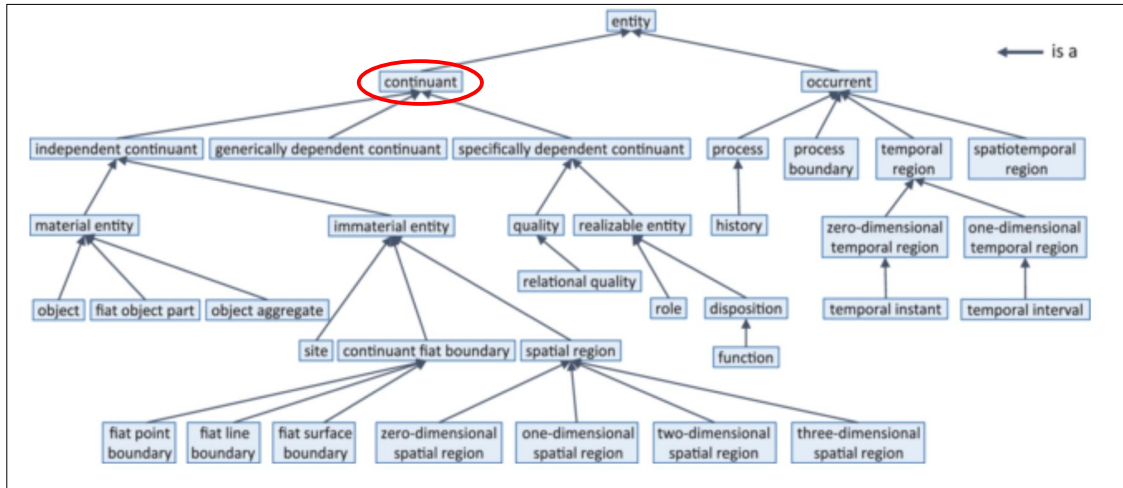 entity
is a
continuant
occurrent
independent continuant
generically dependent continuant
specifically dependent continuant
process
process
boundary
temporal
region
spatiotemporal
region
material entity
immaterial entity
quality
realizable entity
history
zero-dimensional
temporal region
one-dimensional
temporal region
relational quality
object
fiat object part
object aggregate
role
disposition
temporal instant
temporal interval
site
continuant fiat boundary
spatial region
function
fiat point
boundary
fiat line
boundary
fiat surface
boundary
zero-dimensional
spatial region
one-dimensional
spatial region
two-dimensional
spatial region
three-dimensional
spatial region